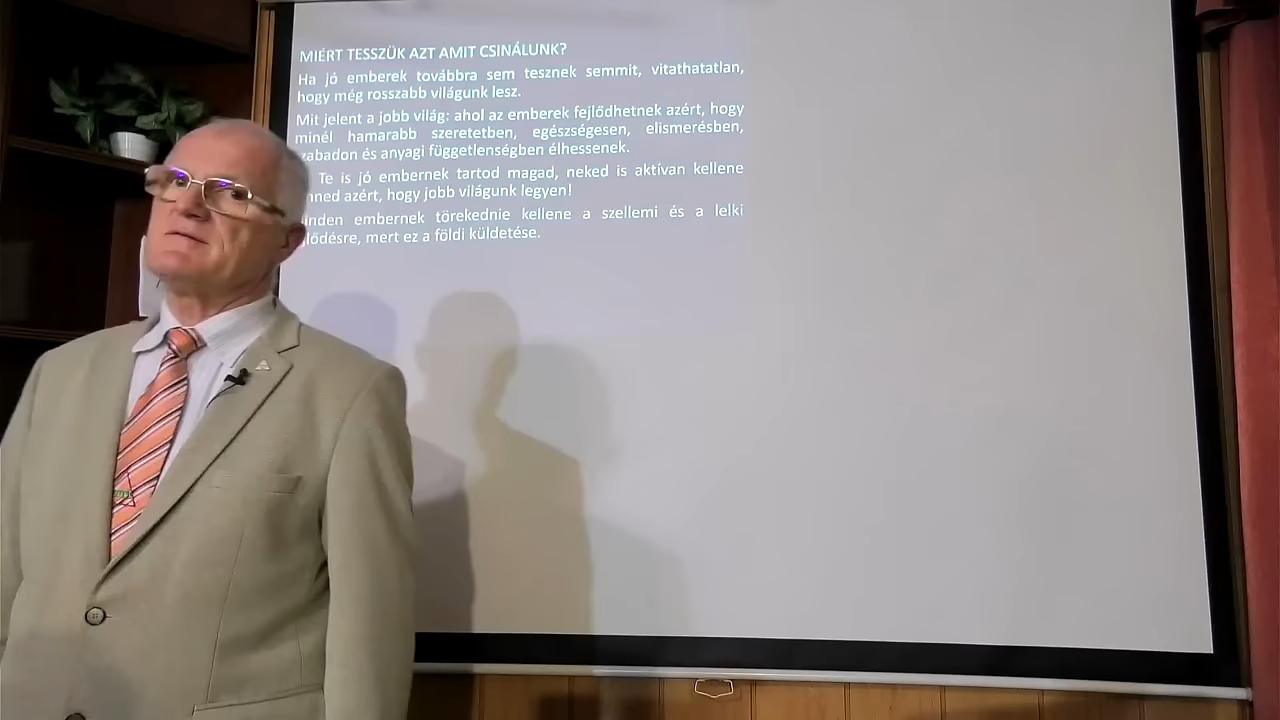 MIÉRT TESSZÜK AZT AMIT CSINÁLUNK?
Ha jó emberek továbbra sem tesznek semmit, vitathatatlan,
hogy még rosszabb világunk lesz.
Mit jelent a jobb világ: ahol az emberek fejlődhetnek azért, hogy
minél hamarabb szeretetben, egészségesen, elismerésben,
zabadon és anyagi függetlenségben élhessenek.
Te is jó embernek tartod magad, neked is aktívan kellene
nned azért, hogy jobb világunk legyen!
inden embernek törekednie kellene a szellemi és a lelki
lődésre, mert ez a földi küldetése.